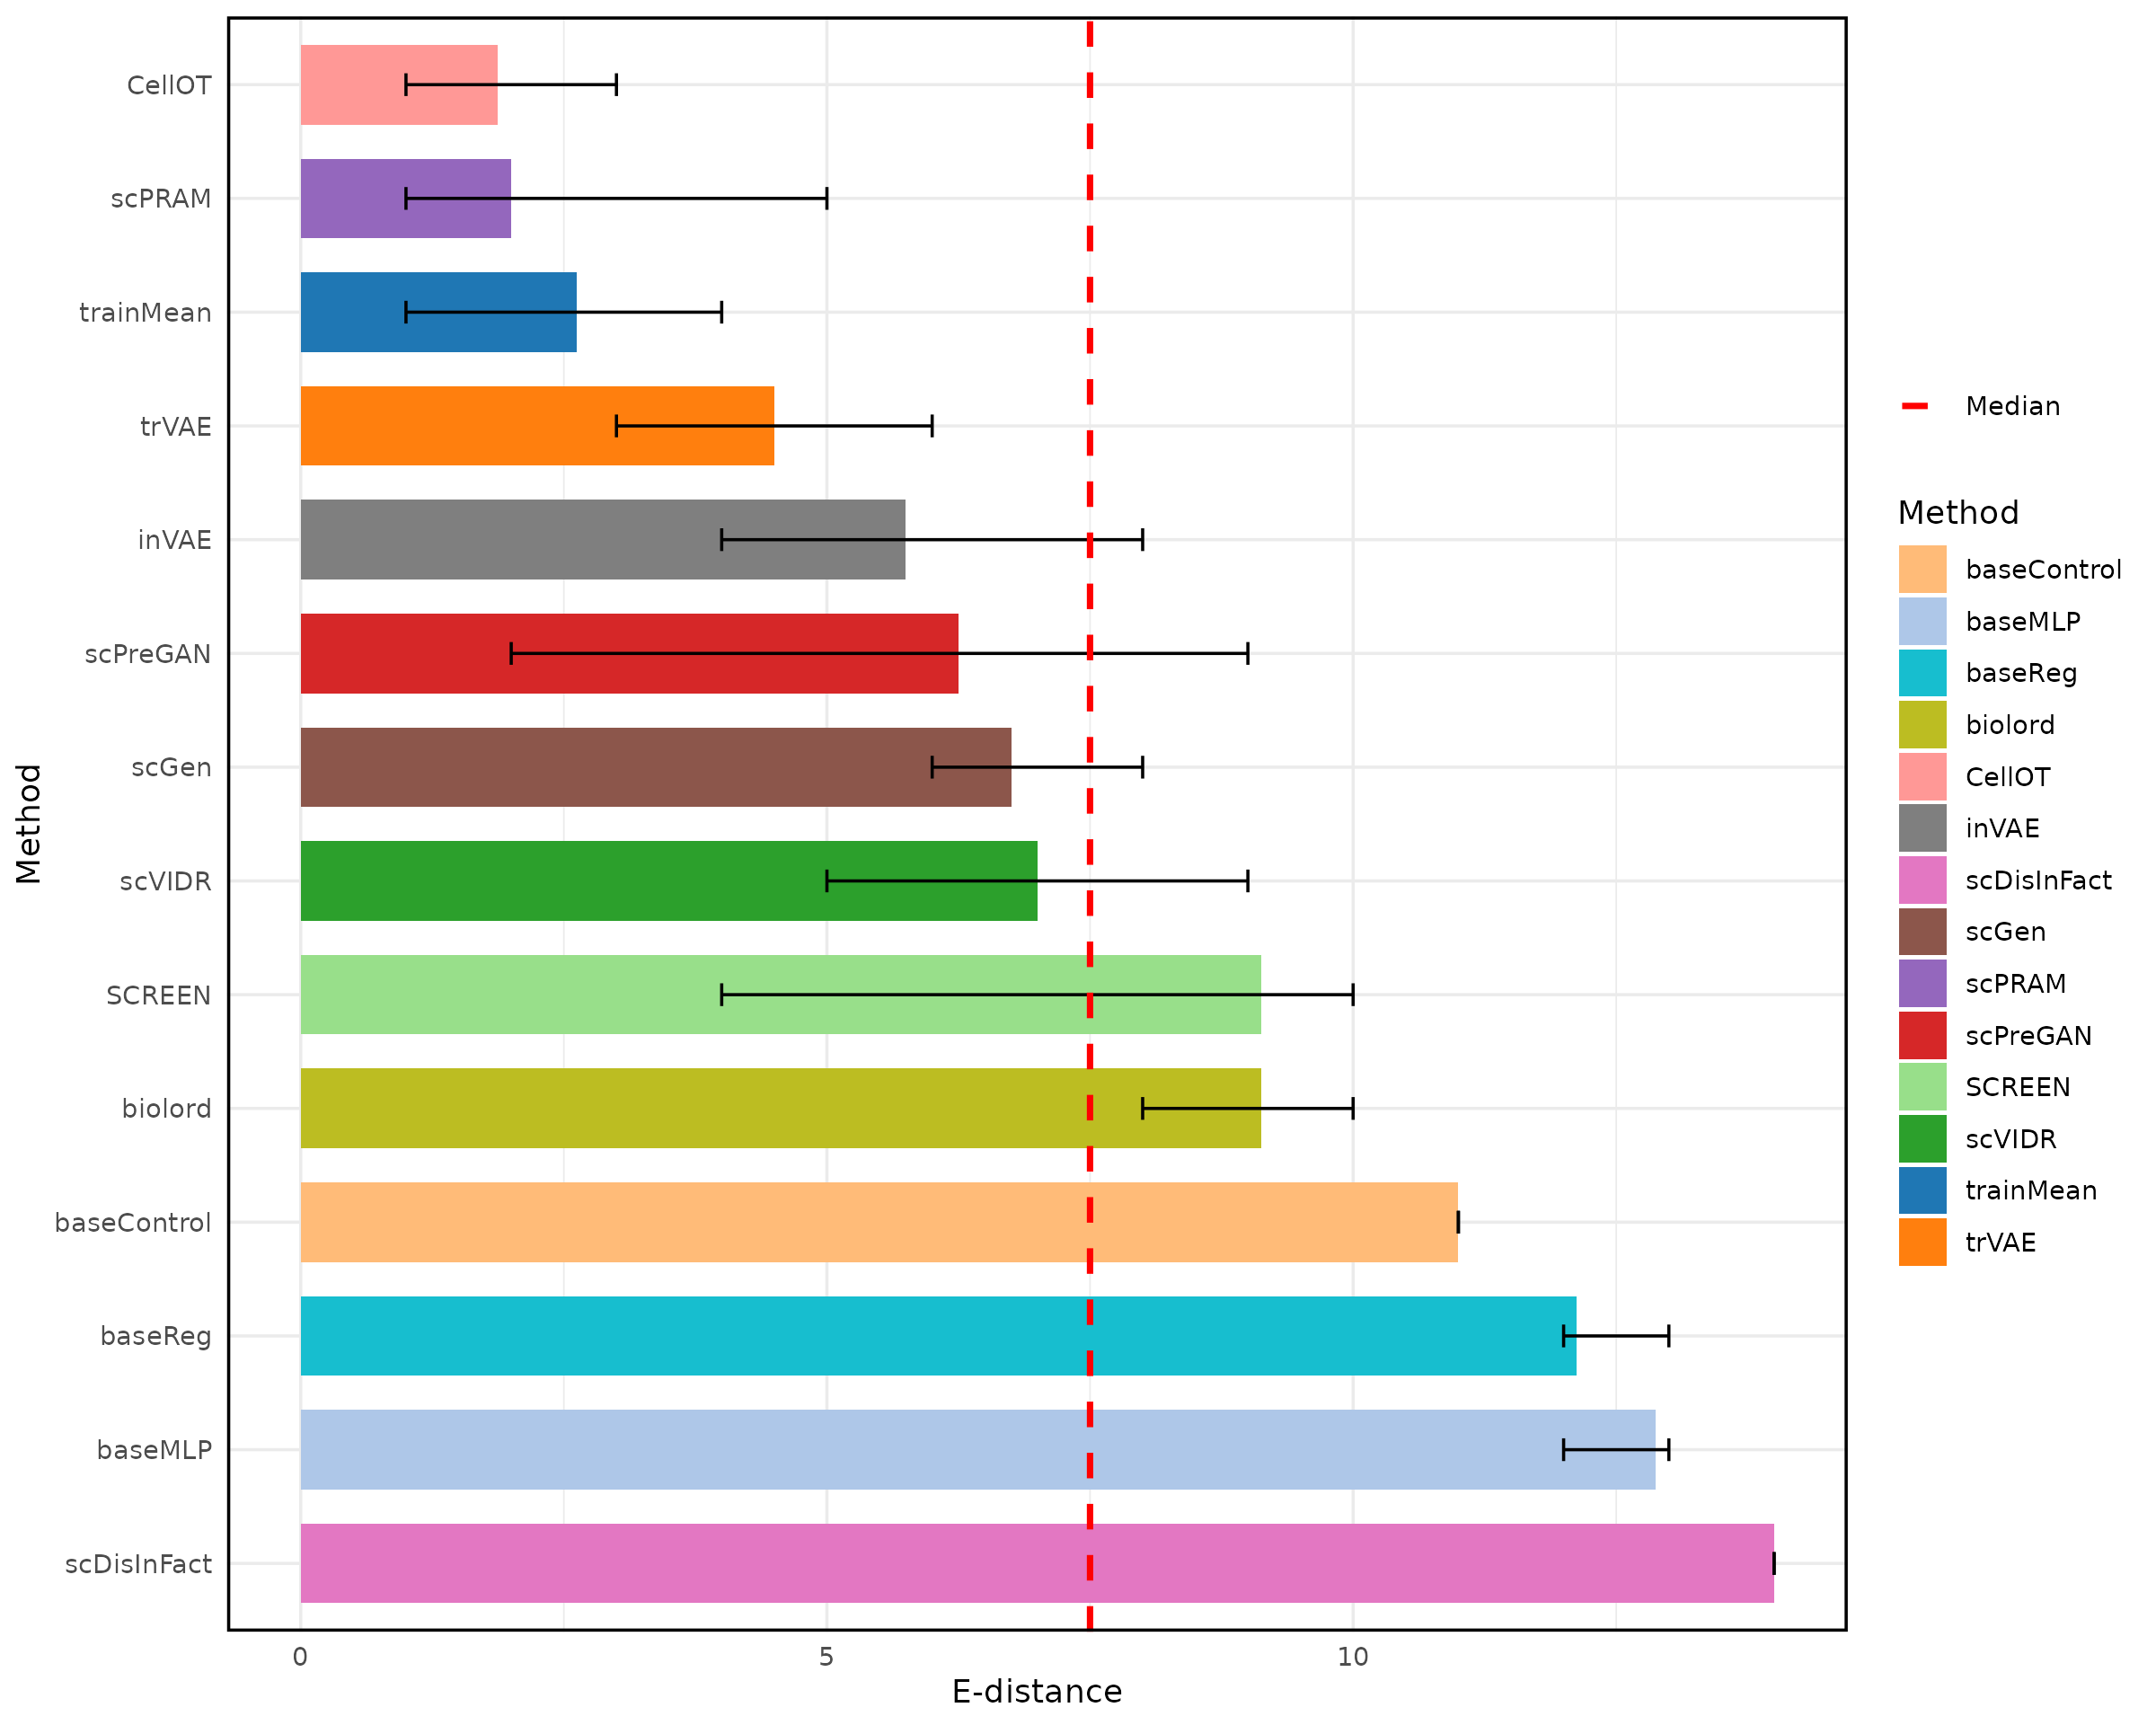 CellOT
scPRAM
trainMean
trVAE
inVAE
scPreGAN
scGen
scVIDR
SCREEN
biolord
baseControl
baseReg
baseMLP
scDisInFact
Method
0 5 10
E-distance
Median
Method
baseControl
baseMLP
baseReg
biolord
CellOT
inVAE
scDisInFact
scGen
scPRAM
scPreGAN
SCREEN
scVIDR
trainMean
trVAE